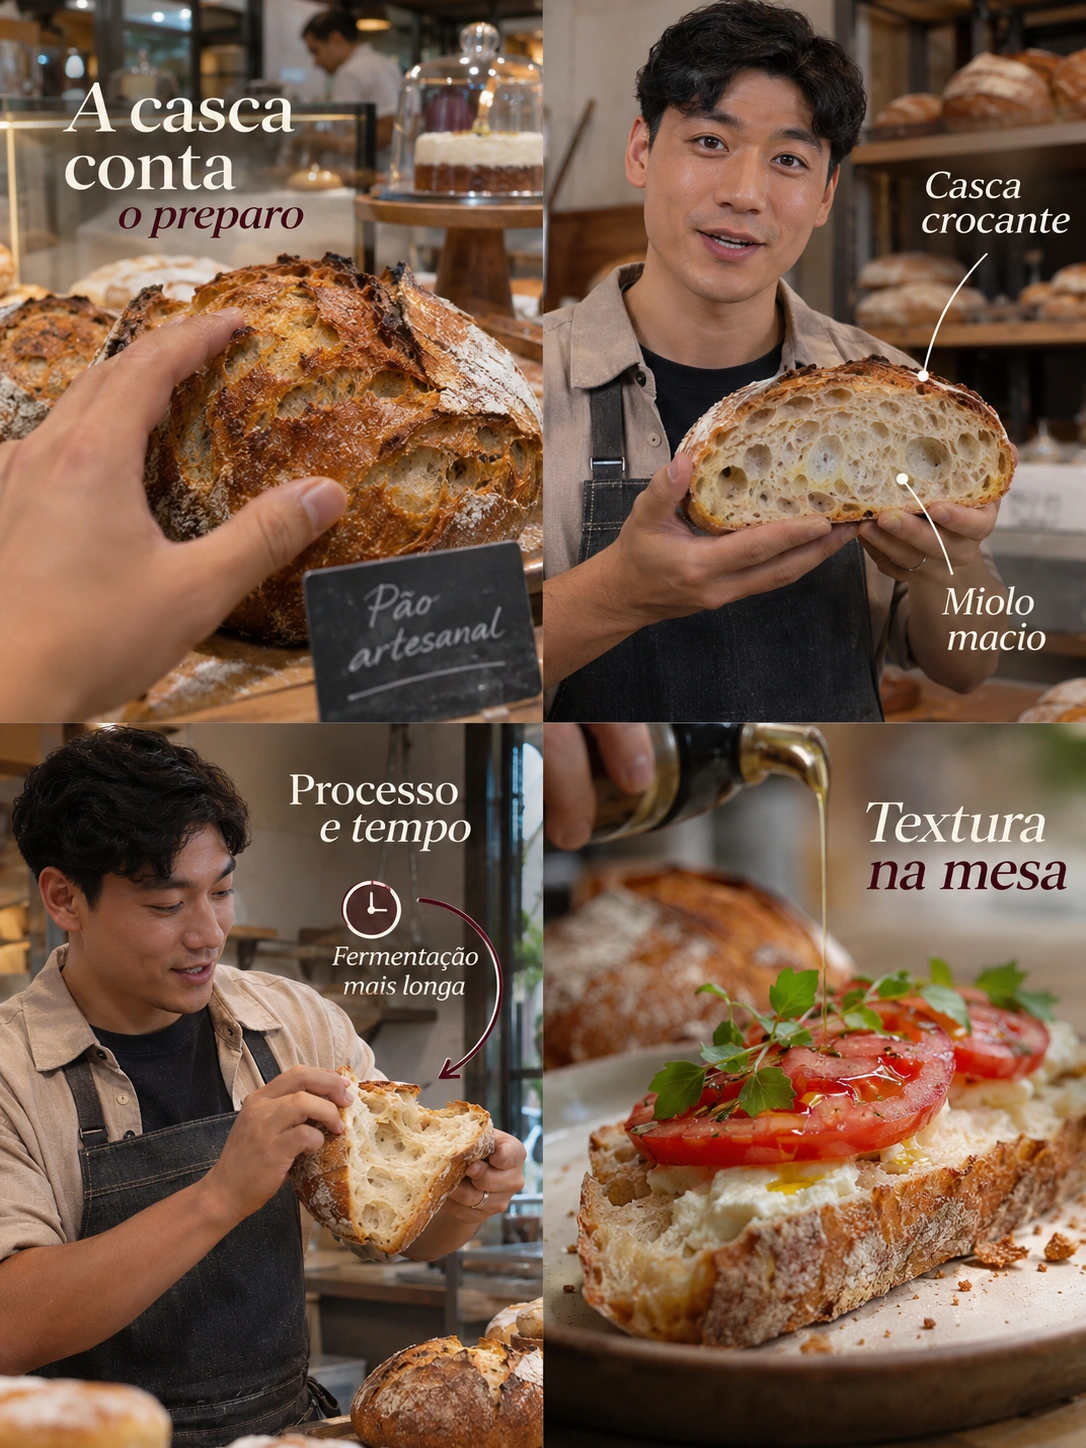 A casca
conta
o preparo
Pão
artesanal
Casca
crocante
Miolo
macio
Processo
e tempo
Fermentação
mais longa
Textura
na mesa